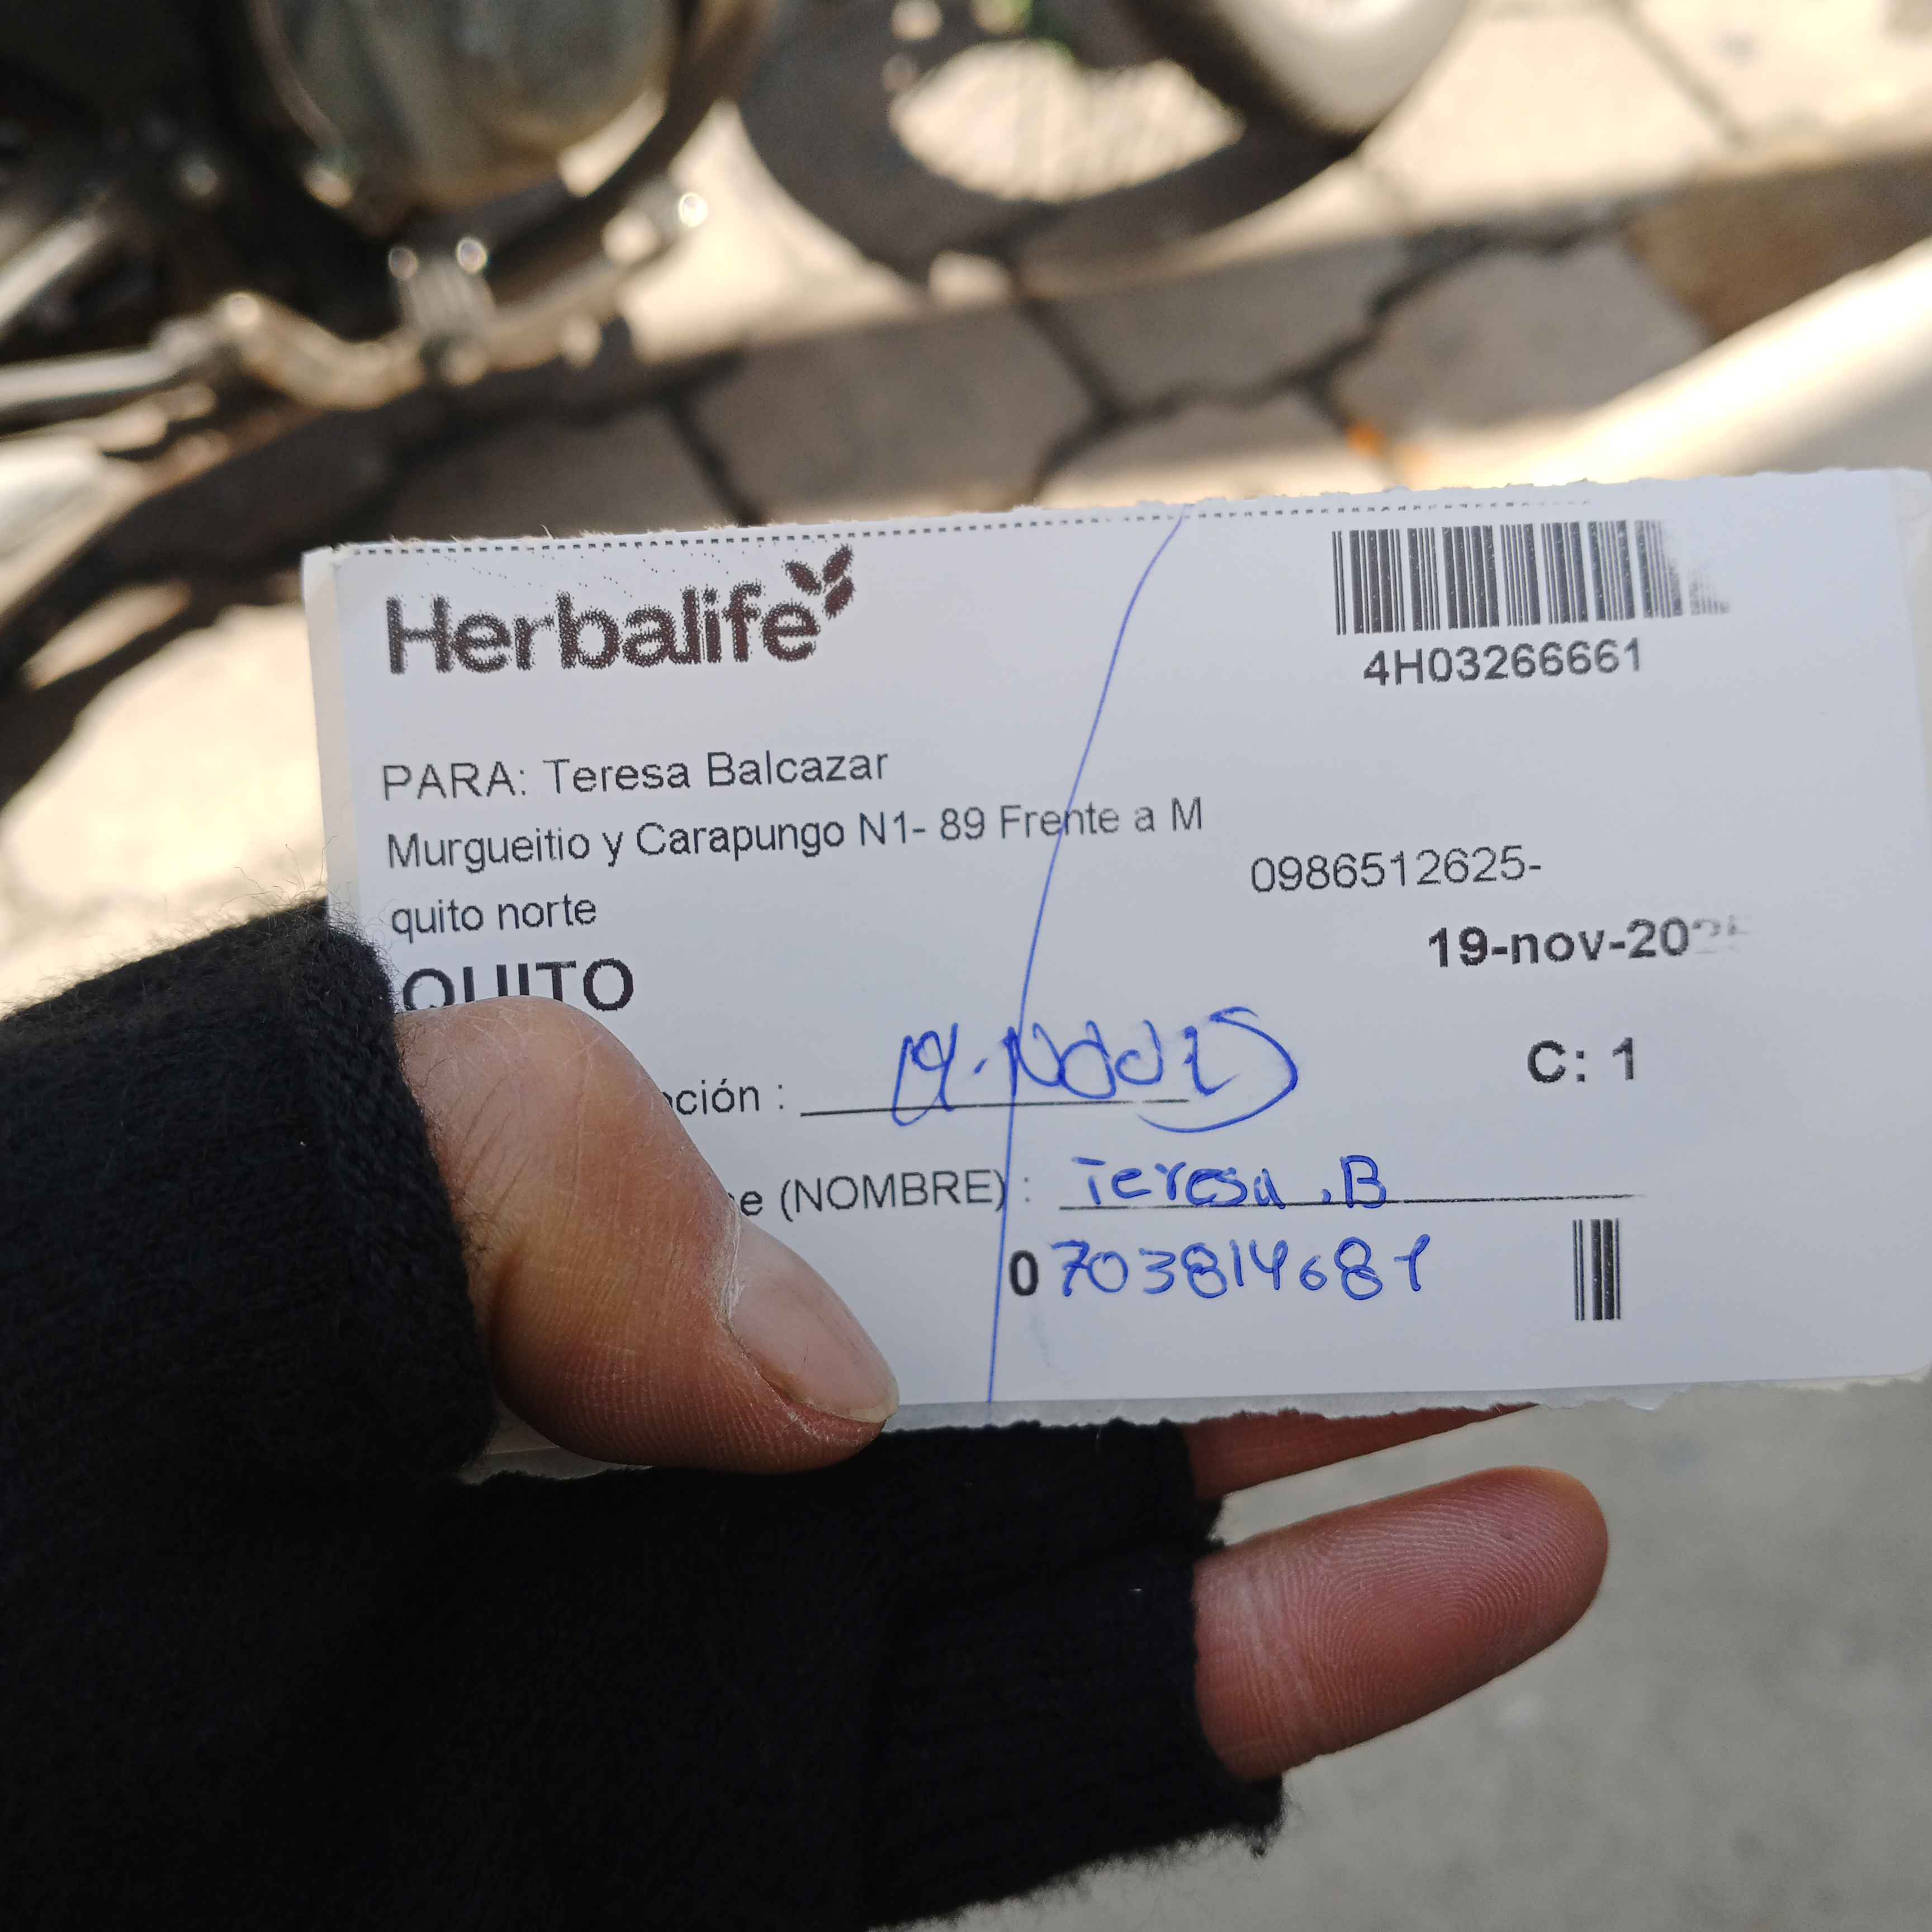 Herbalife
4H03266661
PARA: Teresa Balcazar
Murgueitio y Carapungo N1- 89 Frente a M
0986512625-
quito norte
19-nov-202
QUITO
C: 1
ción :
e (NOMBRE) : Teresa .B
0703814681